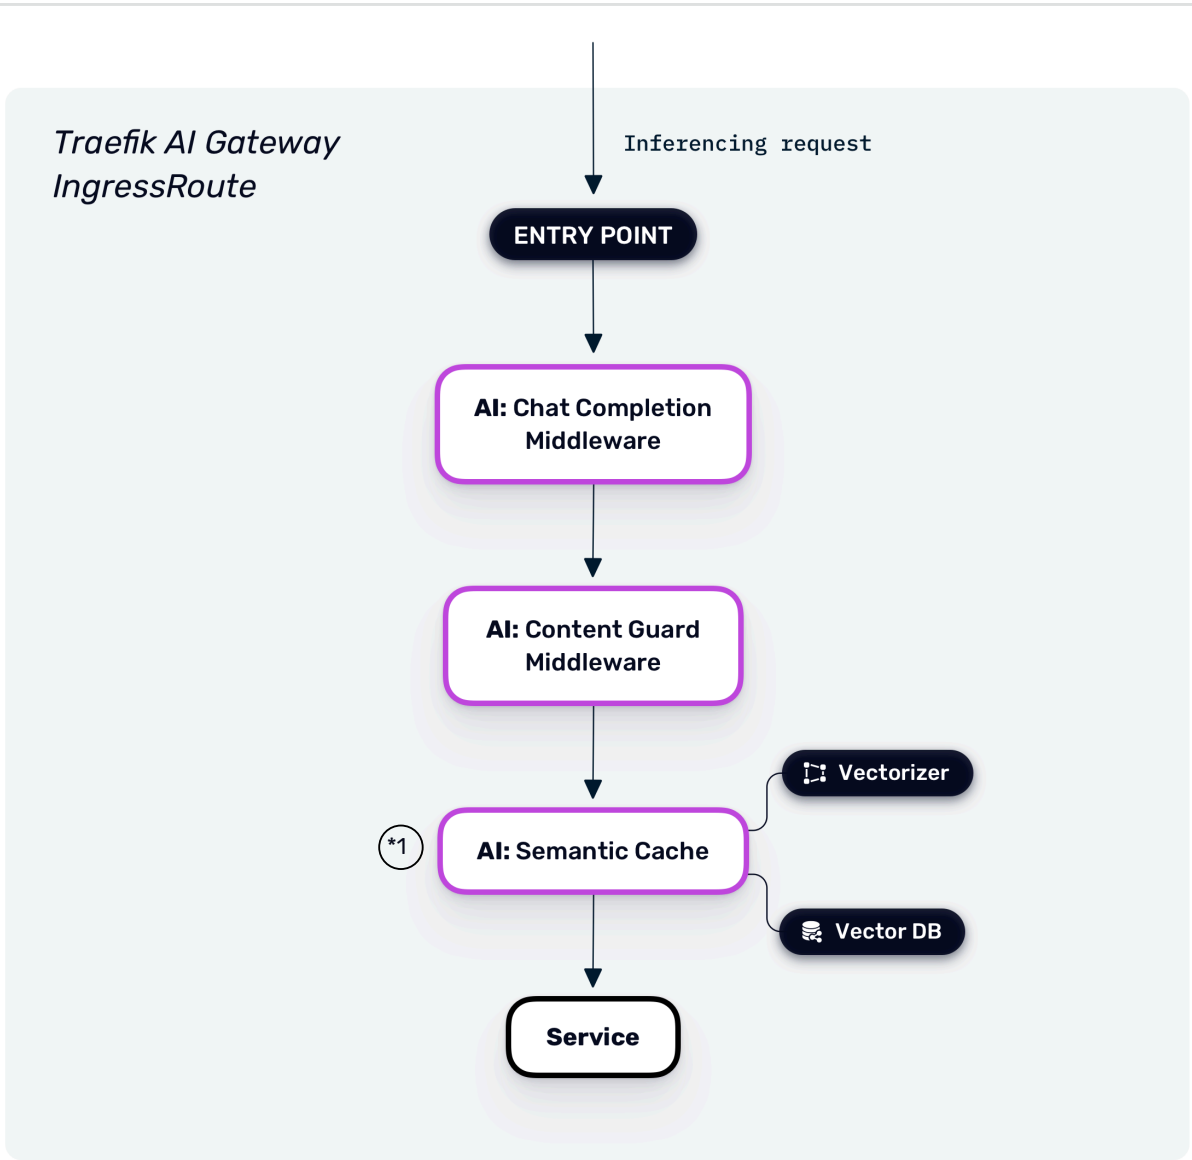 Traefik AI Gateway
IngressRoute
Inferencing request
ENTRY POINT
AI: Chat Completion
Middleware
AI: Content Guard
Middleware
Vectorizer
*1
AI: Semantic Cache
Vector DB
Service